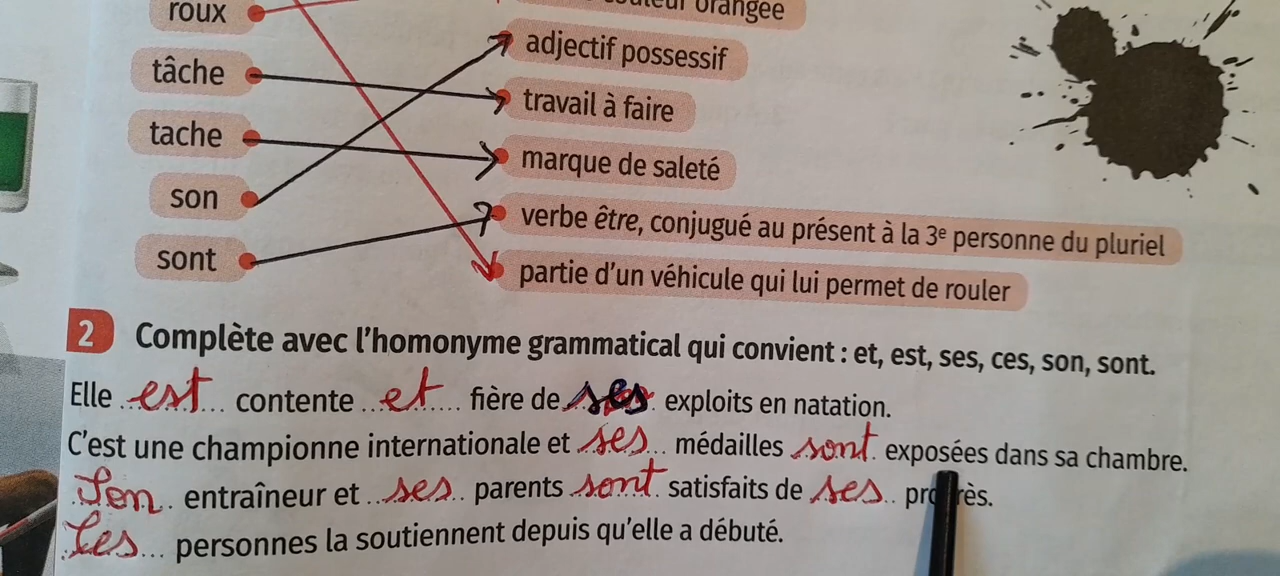 roux
couleur orangée
adjectif possessif
tâche
travail à faire
tache
marque de saleté
son
verbe être, conjugué au présent à la 3e personne du pluriel
sont
partie d'un véhicule qui lui permet de rouler
2 Complète avec l'homonyme grammatical qui convient : et, est, ses, ces, son, sont.
Elle est contente et fière de ses exploits en natation.
C'est une championne internationale et ses médailles sont exposées dans sa chambre.
Son entraîneur et ses parents sont satisfaits de ses progrès.
Ces personnes la soutiennent depuis qu'elle a débuté.